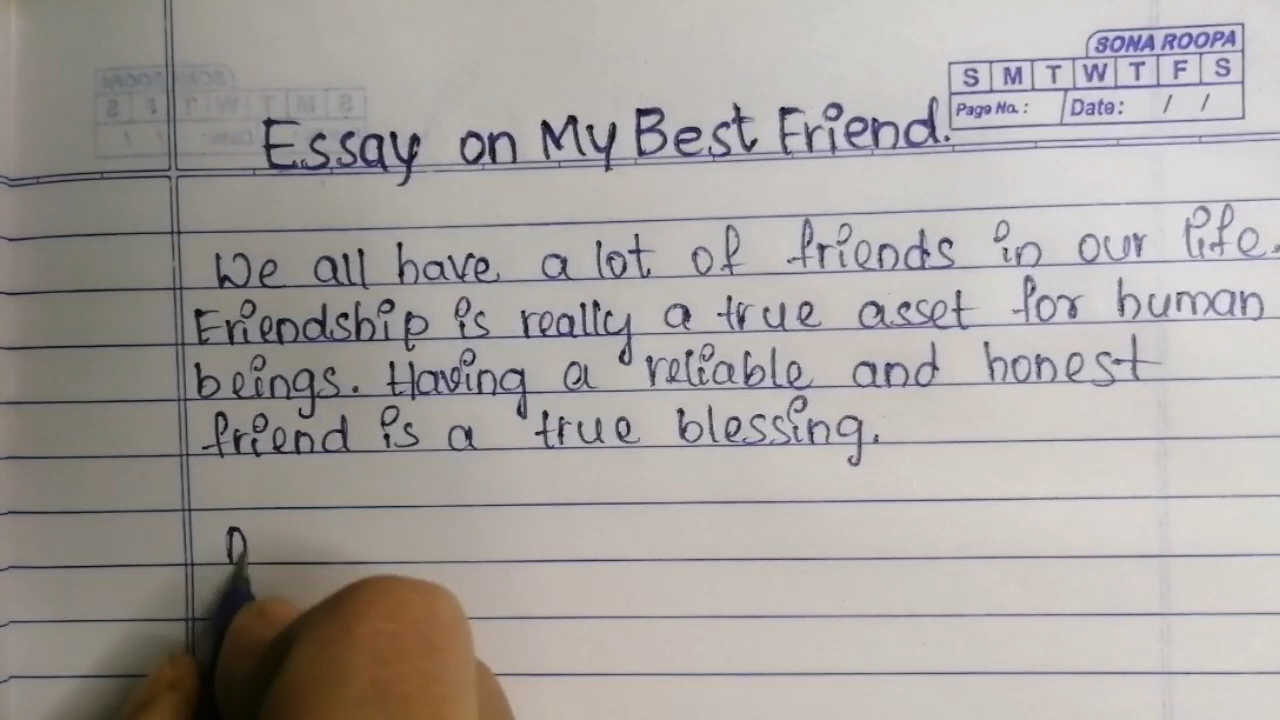 SONA ROOPA
S M T W T F S
Page No.: Date: / /
Essay on My Best Friend.
We all have a lot of friends in our life.
Friendship is really a true asset for human
beings. Having a reliable and honest
friend is a true blessing.